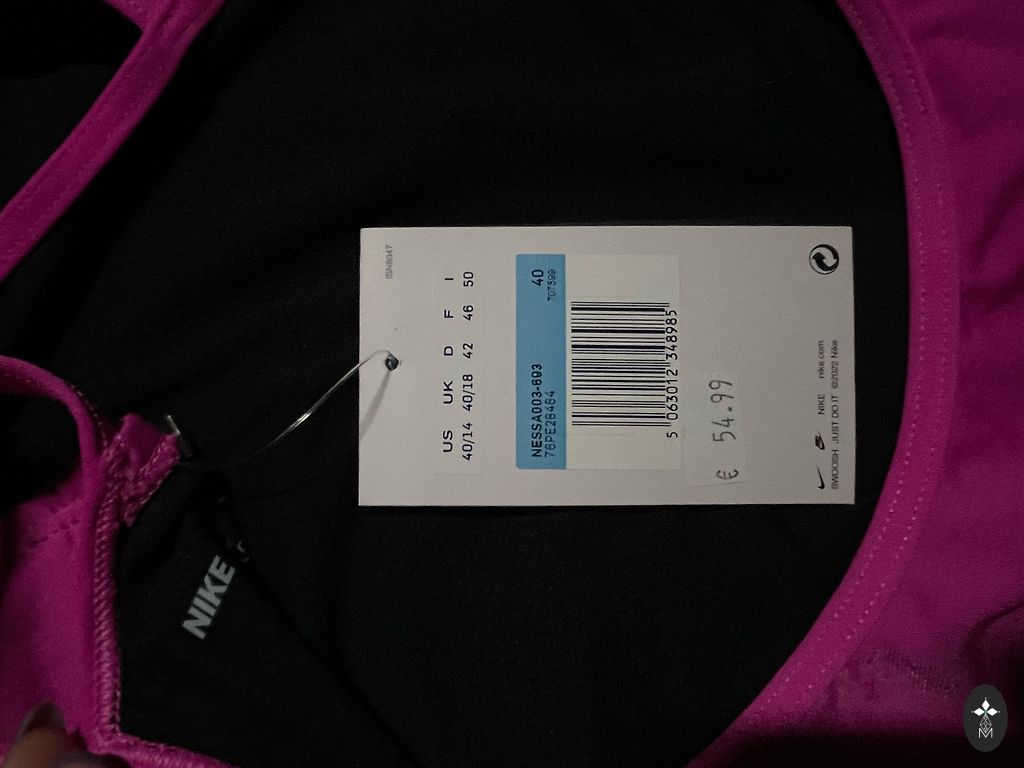 ISN8047
US UK D F I
40/14 40/18 42 46 50
NESSA003-693 40
76PE26484 707599
5 063012 348985
€ 54.99
NIKE nike.com
SWOOSH JUST DO IT ©2022 Nike
NIKE
M